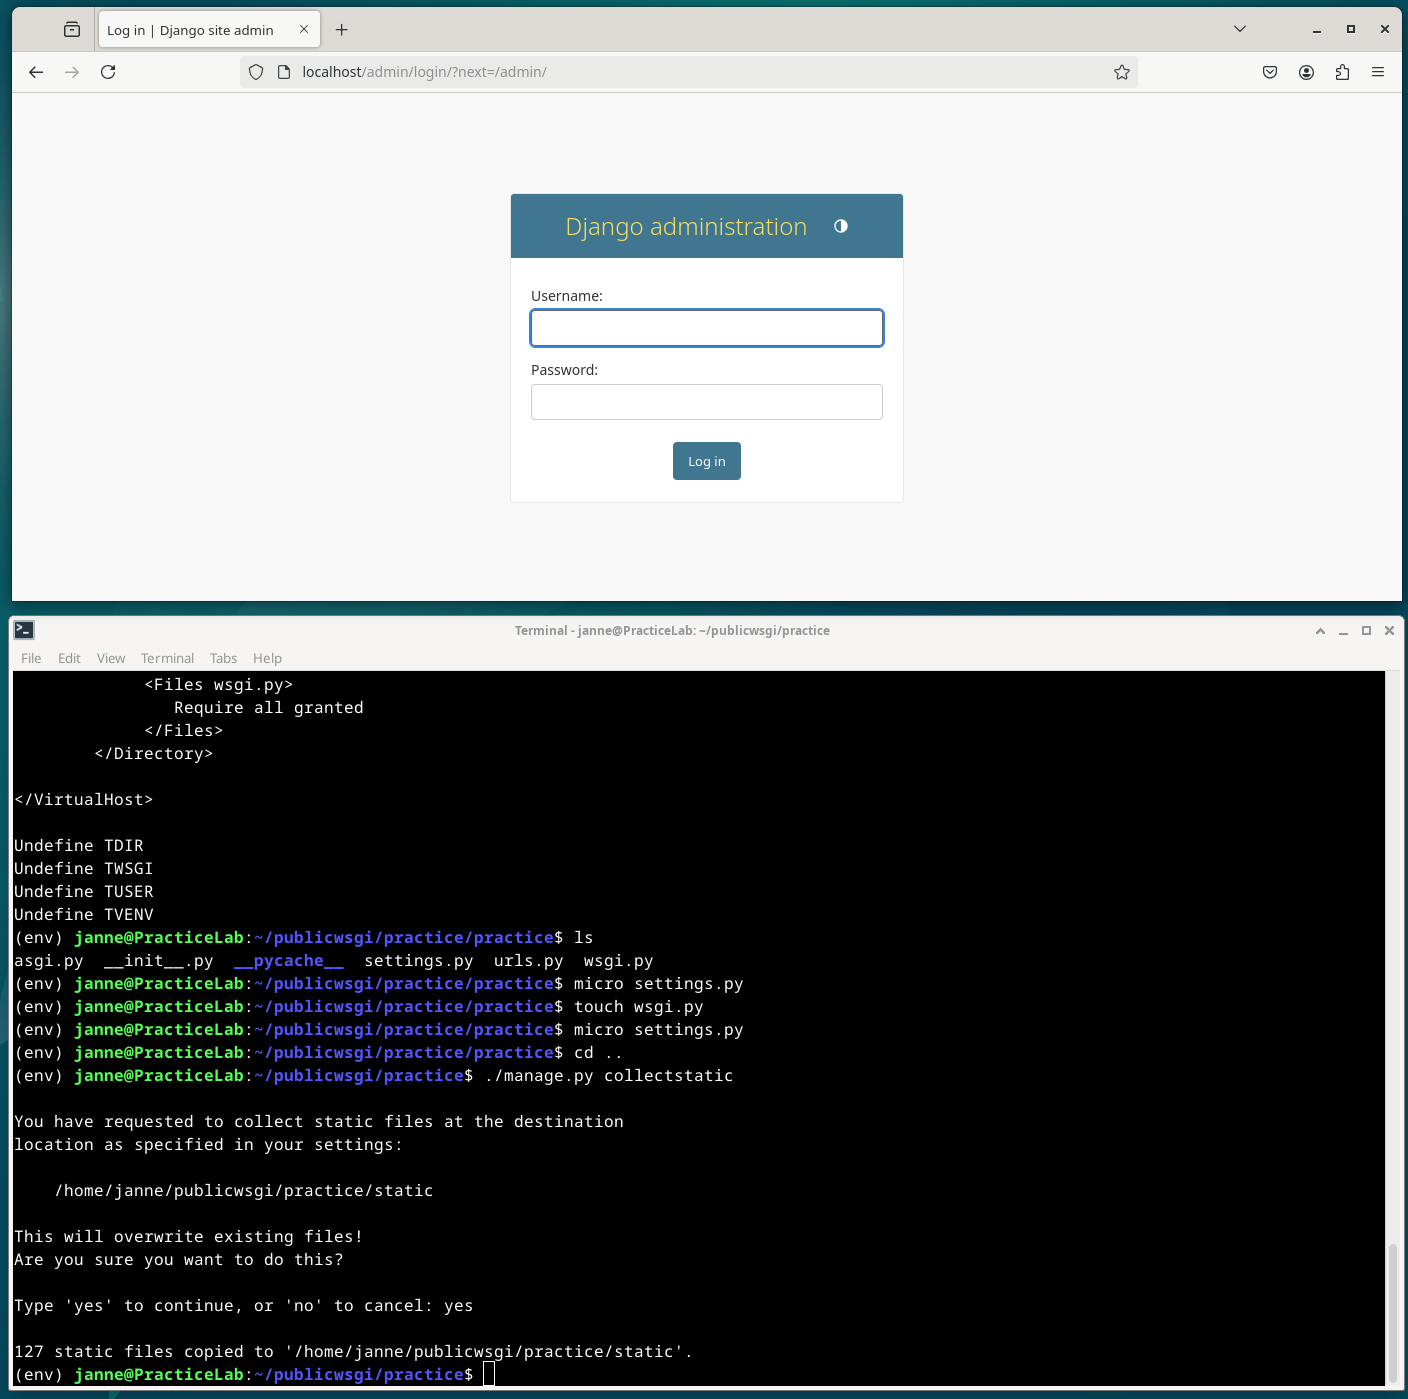 Log in | Django site admin
localhost/admin/login/?next=/admin/
Django administration
Username:
Password:
Log in
Terminal - janne@PracticeLab: ~/publicwsgi/practice
File Edit View Terminal Tabs Help
<Files wsgi.py>
Require all granted
</Files>
</Directory>
</VirtualHost>
Undefine TDIR
Undefine TWSGI
Undefine TUSER
Undefine TVENV
(env) janne@PracticeLab:~/publicwsgi/practice/practice$ ls
asgi.py  __init__.py  __pycache__  settings.py  urls.py  wsgi.py
(env) janne@PracticeLab:~/publicwsgi/practice/practice$ micro settings.py
(env) janne@PracticeLab:~/publicwsgi/practice/practice$ touch wsgi.py
(env) janne@PracticeLab:~/publicwsgi/practice/practice$ micro settings.py
(env) janne@PracticeLab:~/publicwsgi/practice/practice$ cd ..
(env) janne@PracticeLab:~/publicwsgi/practice$ ./manage.py collectstatic
You have requested to collect static files at the destination
location as specified in your settings:
/home/janne/publicwsgi/practice/static
This will overwrite existing files!
Are you sure you want to do this?
Type 'yes' to continue, or 'no' to cancel: yes
127 static files copied to '/home/janne/publicwsgi/practice/static'.
(env) janne@PracticeLab:~/publicwsgi/practice$